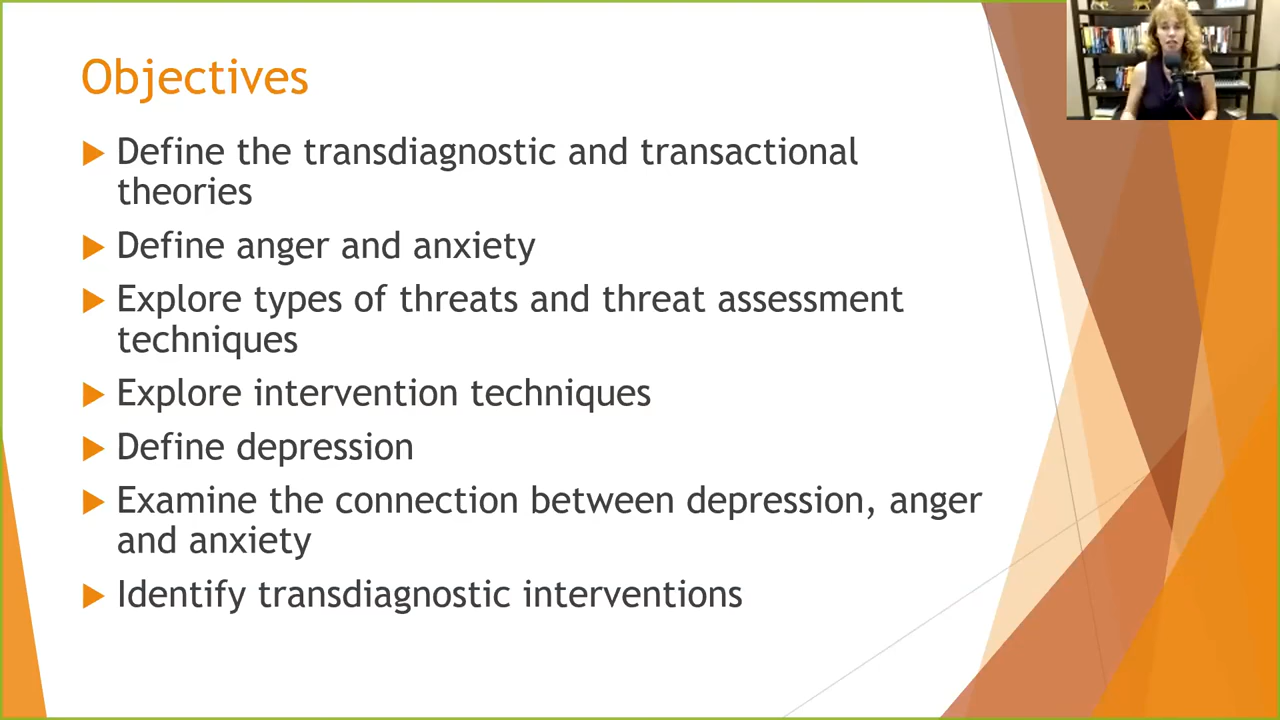 Objectives
Define the transdiagnostic and transactional
theories
Define anger and anxiety
Explore types of threats and threat assessment
techniques
Explore intervention techniques
Define depression
Examine the connection between depression, anger
and anxiety
Identify transdiagnostic interventions